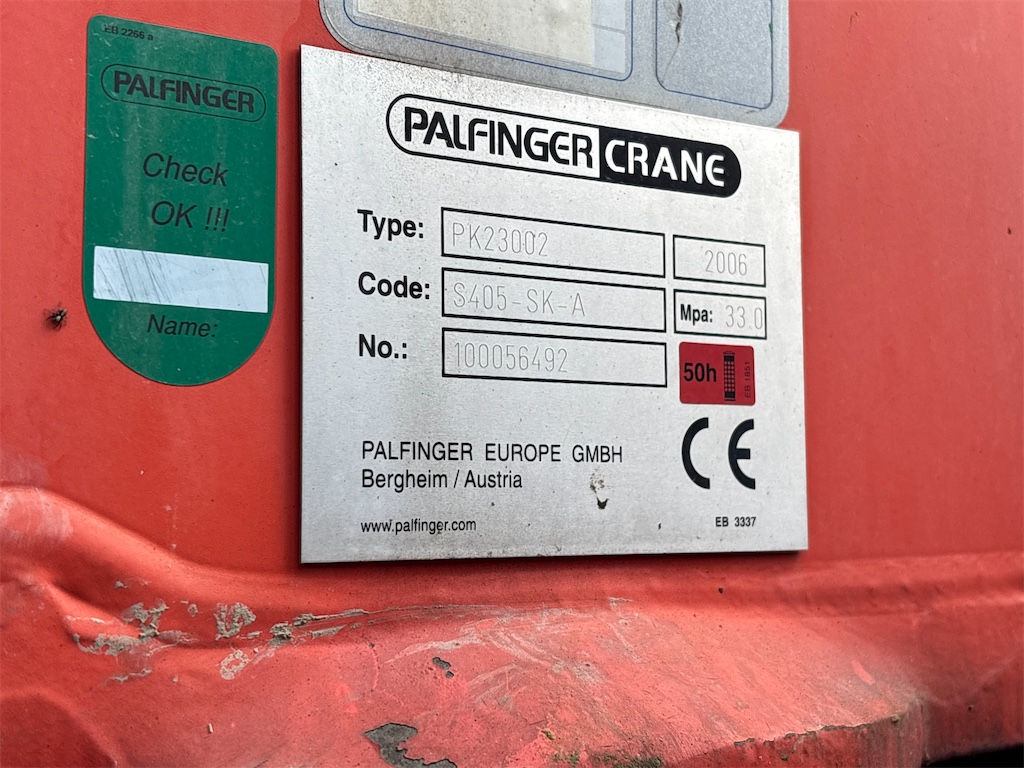 EB 2266 a
PALFINGER
Check
OK !!!
Name:
PALFINGER CRANE
Type: PK23002 2006
Code: S405-SK-A Mpa: 33.0
No.: 100056492
50h EB 1851
CE
PALFINGER EUROPE GMBH
Bergheim / Austria
www.palfinger.com EB 3337